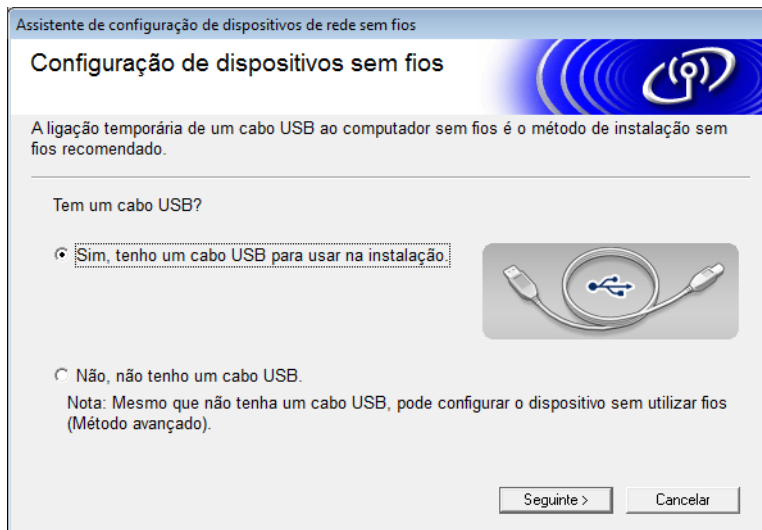 Assistente de configuração de dispositivos de rede sem fios
Configuração de dispositivos sem fios
A ligação temporária de um cabo USB ao computador sem fios é o método de instalação sem
fios recomendado.
Tem um cabo USB?
Sim, tenho um cabo USB para usar na instalação.
Não, não tenho um cabo USB.
Nota: Mesmo que não tenha um cabo USB, pode configurar o dispositivo sem utilizar fios
(Método avançado).
Seguinte >
Cancelar